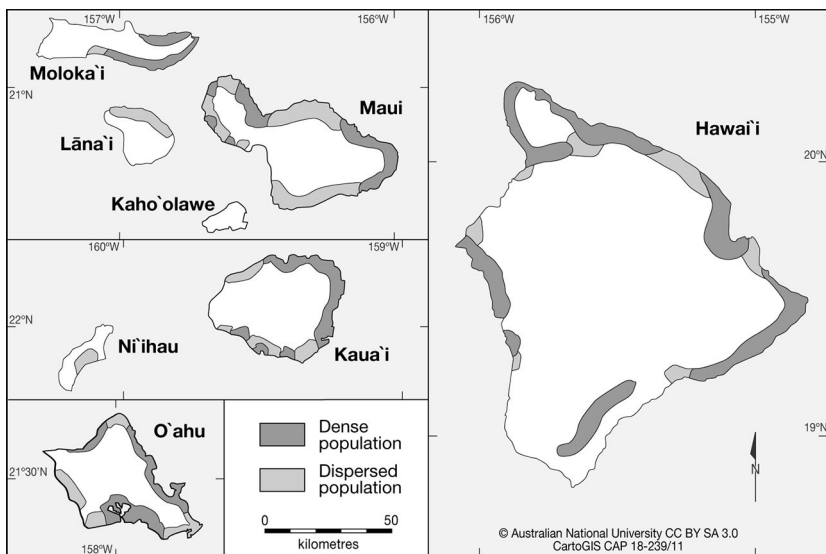 157°W
156°W
156°W
155°W
Moloka`i
21°N
Maui
Hawai`i
Lāna`i
20°N
Kaho`olawe
160°W
159°W
22°N
Ni`ihau
Kaua`i
O`ahu
Dense
population
21°30'N
Dispersed
population
19°N
N
0
50
kilometres
158°W
© Australian National University CC BY SA 3.0
CartoGIS CAP 18-239/11